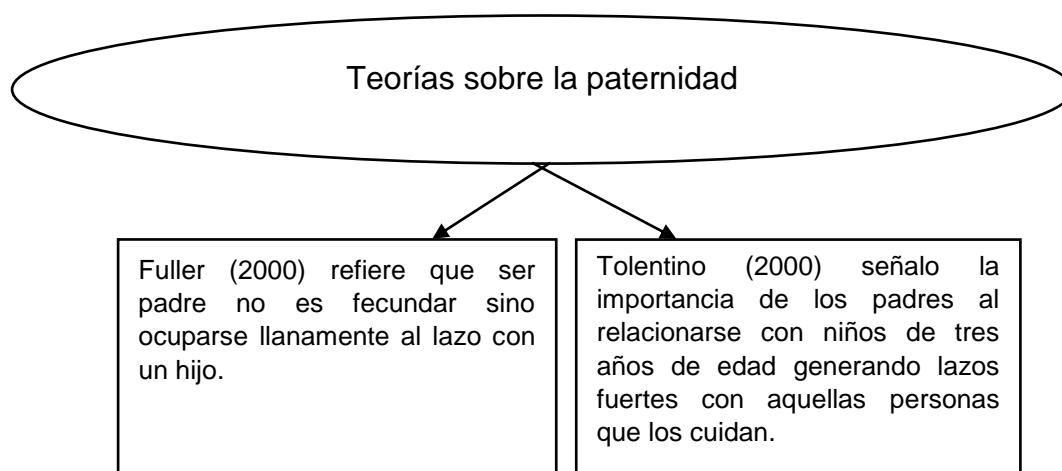 Teorías sobre la paternidad
Fuller (2000) refiere que ser
padre no es fecundar sino
ocuparse llanamente al lazo con
un hijo.
Tolentino (2000) señalo la
importancia de los padres al
relacionarse con niños de tres
años de edad generando lazos
fuertes con aquellas personas
que los cuidan.